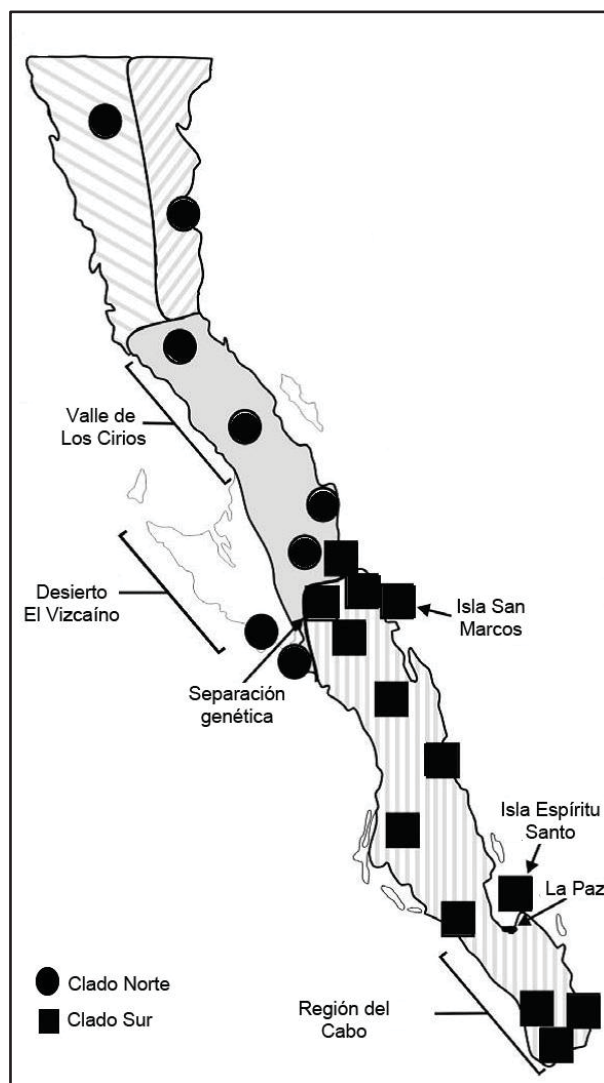 Valle de
Los Cirios
Desierto
El Vizcaíno
Isla San
Marcos
Separación
genética
Isla Espíritu
Santo
La Paz
Clado Norte
Clado Sur
Región del
Cabo